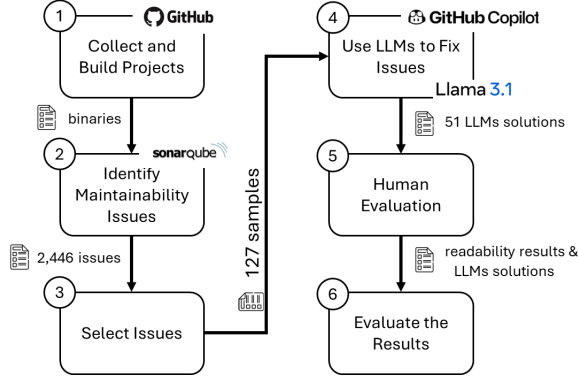 1
GitHub
Collect and
Build Projects
binaries
2
sonarqube
Identify
Maintainability
Issues
2,446 issues
3
Select Issues
127 samples
4
GitHub Copilot
Use LLMs to Fix
Issues
Llama 3.1
51 LLMs solutions
5
Human
Evaluation
readability results &
LLMs solutions
6
Evaluate the
Results